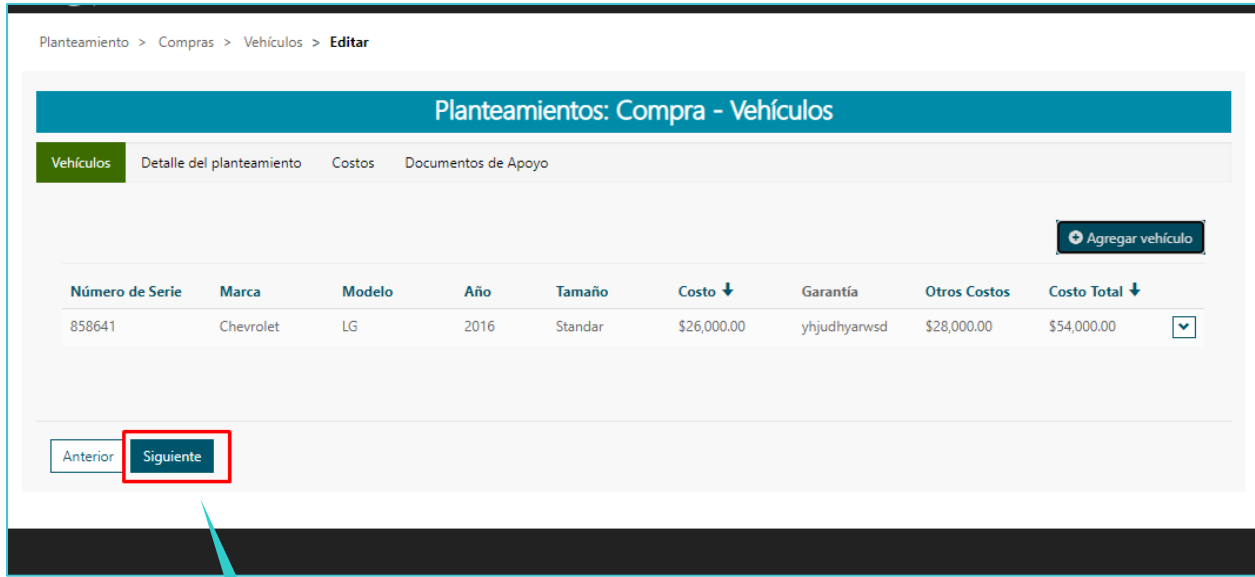 Planteamiento > Compras > Vehículos > Editar
Planteamientos: Compra - Vehículos
Vehículos Detalle del planteamiento Costos Documentos de Apoyo
Agregar vehículo
Número de Serie Marca Modelo Año Tamaño Costo Garantía Otros Costos Costo Total
858641 Chevrolet LG 2016 Standar $26,000.00 yhjudhyarwsd $28,000.00 $54,000.00
Anterior Siguiente